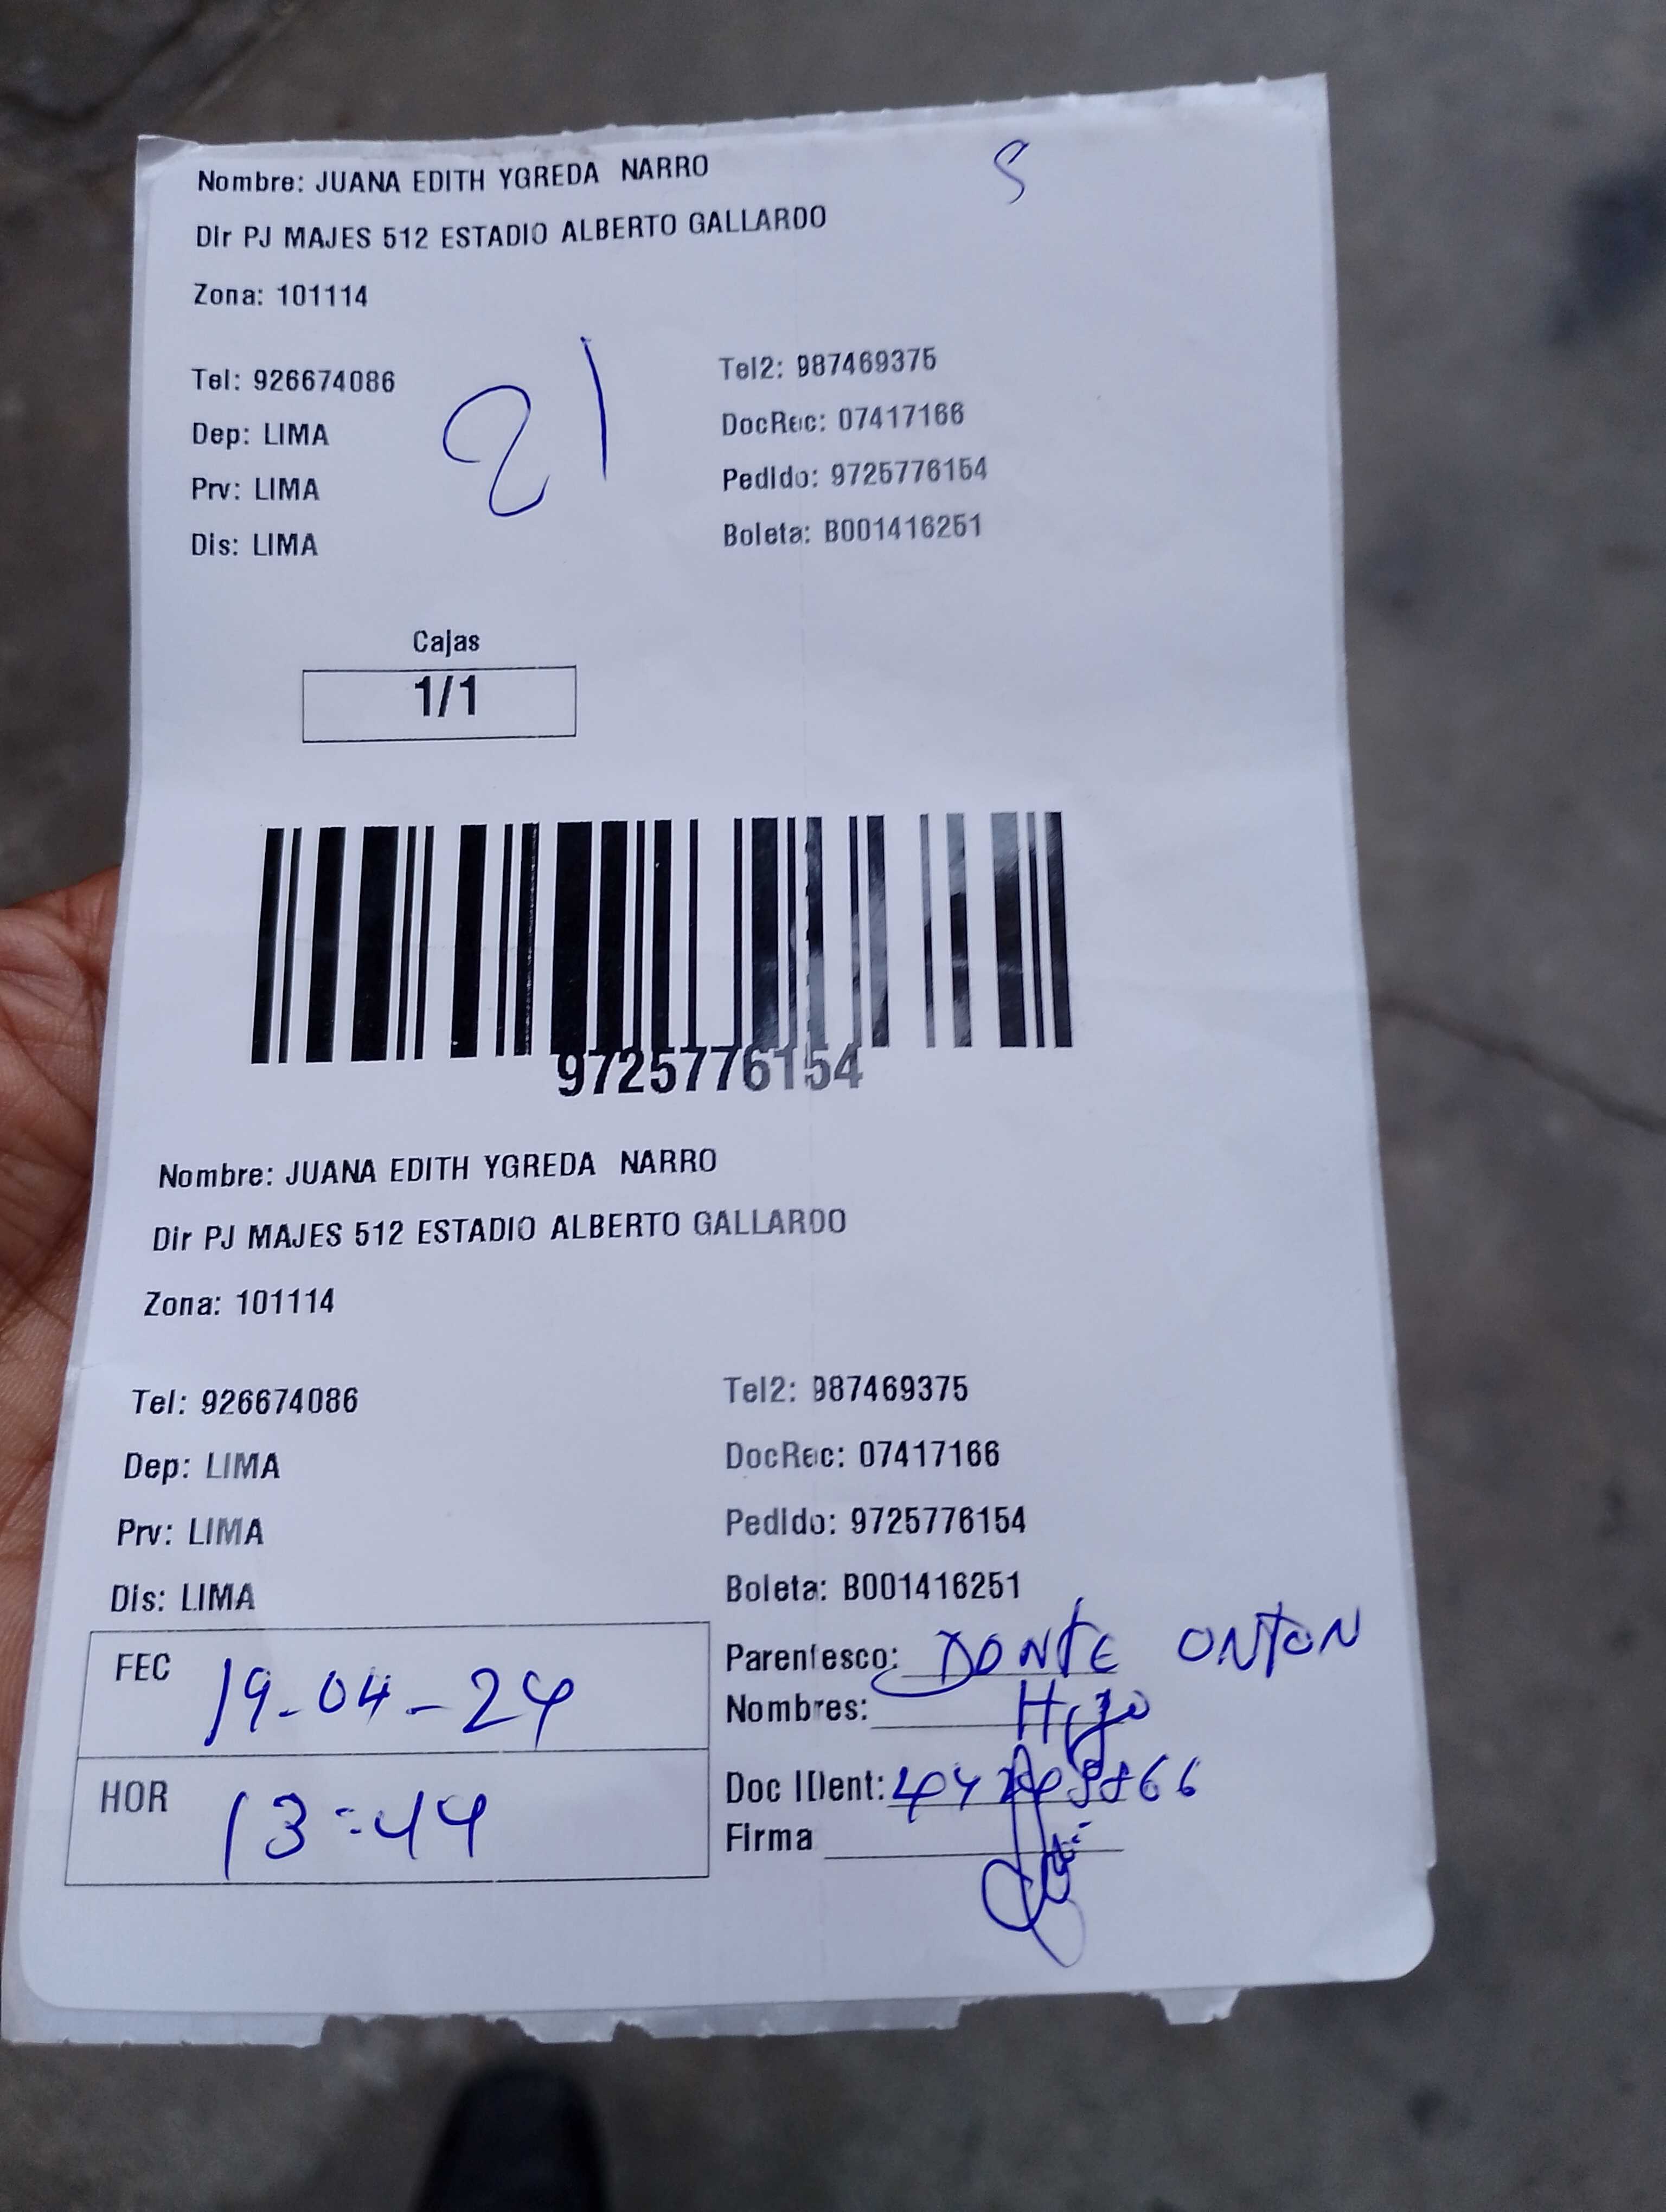 Nombre: JUANA EDITH YGREDA NARRO
S
Dir PJ MAJES 512 ESTADIO ALBERTO GALLARDO
Zona: 101114
Tel: 926674086
Tel2: 987469375
21
Dep: LIMA
DocRec: 07417166
Prv: LIMA
Pedido: 9725776154
Dis: LIMA
Boleta: B001416251
Cajas
1/1
9725776154
Nombre: JUANA EDITH YGREDA NARRO
Dir PJ MAJES 512 ESTADIO ALBERTO GALLARDO
Zona: 101114
Tel: 926674086
Tel2: 987469375
Dep: LIMA
DocRec: 07417166
Prv: LIMA
Pedido: 9725776154
Dis: LIMA
Boleta: B001416251
FEC 19-04-24
Parentesco: DONTE ONTON
Nombres: Hijo
HOR 13:44
Doc IDent:
Firma